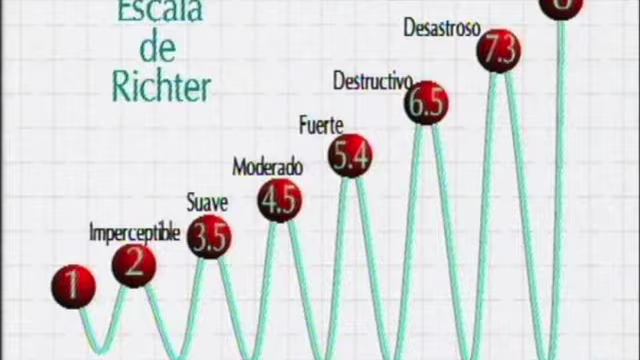 Escala
de
Richter
Desastroso
7.3
Destructivo
6.5
Fuerte
5.4
Moderado
4.5
Suave
3.5
Imperceptible
2
1